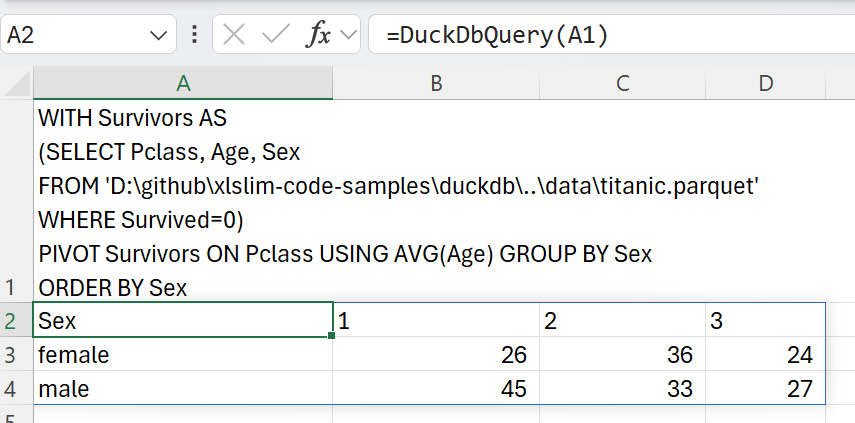 A2 fx =DuckDbQuery(A1)
A B C D
WITH Survivors AS
(SELECT Pclass, Age, Sex
FROM 'D:\github\xlslim-code-samples\duckdb\..\data\titanic.parquet'
WHERE Survived=0)
PIVOT Survivors ON Pclass USING AVG(Age) GROUP BY Sex
1 ORDER BY Sex
2 Sex 1 2 3
3 female 26 36 24
4 male 45 33 27
5